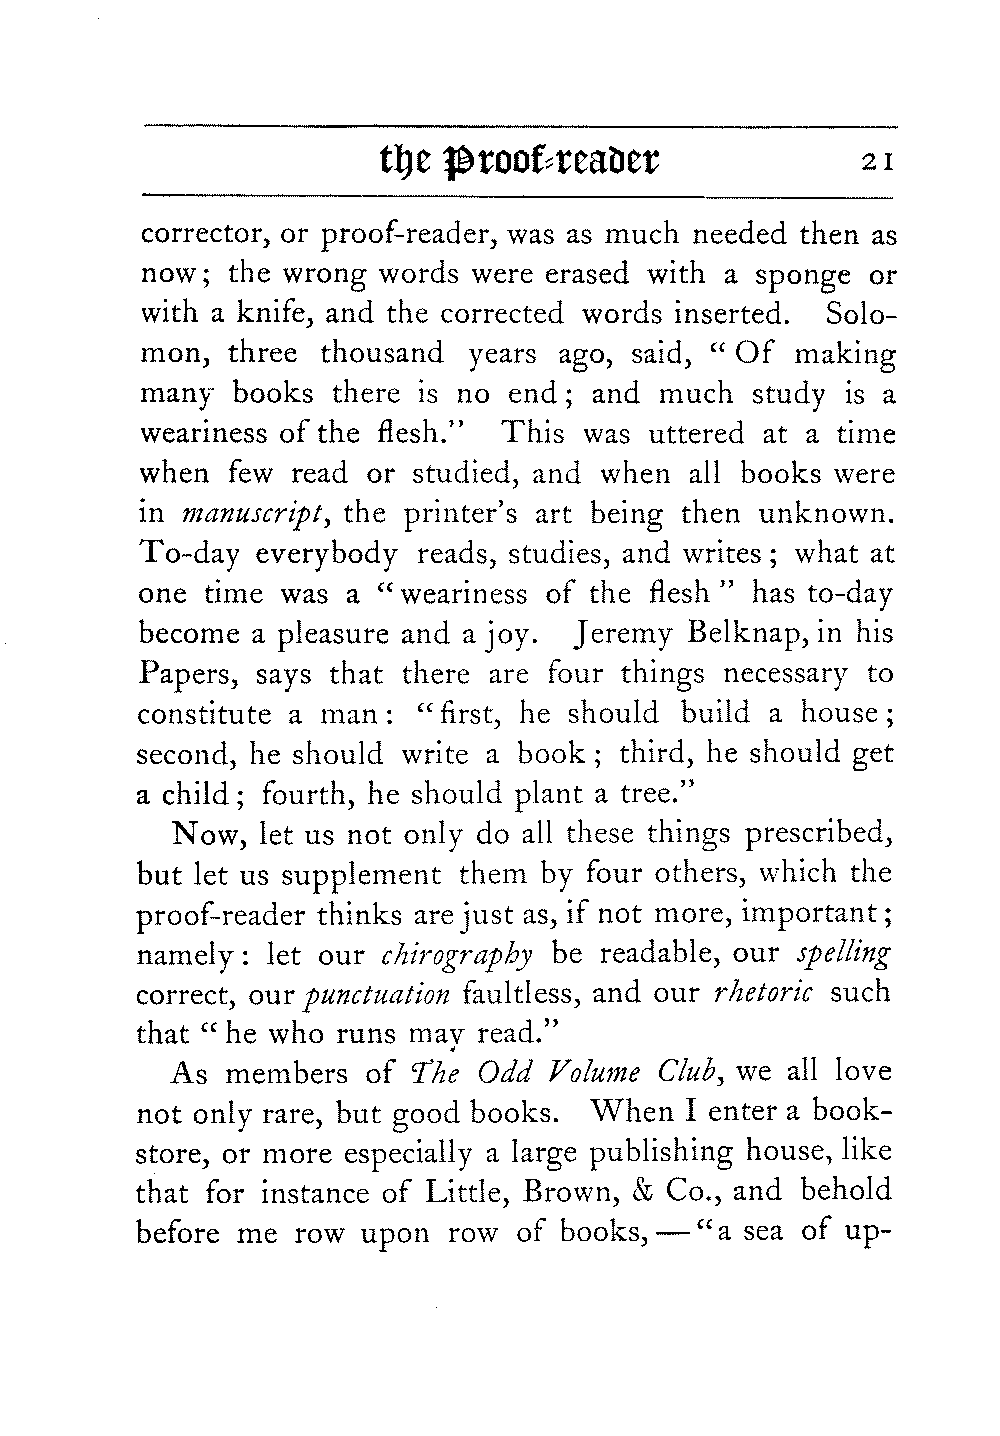 the Proof-reader 21
corrector, or proof-reader, was as much needed then as
now; the wrong words were erased with a sponge or
with a knife, and the corrected words inserted. Solo-
mon, three thousand years ago, said, “Of making
many books there is no end; and much study is a
weariness of the flesh.” This was uttered at a time
when few read or studied, and when all books were
in manuscript, the printer’s art being then unknown.
To-day everybody reads, studies, and writes; what at
one time was a “weariness of the flesh” has to-day
become a pleasure and a joy. Jeremy Belknap, in his
Papers, says that there are four things necessary to
constitute a man: “first, he should build a house;
second, he should write a book; third, he should get
a child; fourth, he should plant a tree.”
Now, let us not only do all these things prescribed,
but let us supplement them by four others, which the
proof-reader thinks are just as, if not more, important;
namely: let our chirography be readable, our spelling
correct, our punctuation faultless, and our rhetoric such
that “he who runs may read.”
As members of The Odd Volume Club, we all love
not only rare, but good books. When I enter a book-
store, or more especially a large publishing house, like
that for instance of Little, Brown, & Co., and behold
before me row upon row of books,—“a sea of up-